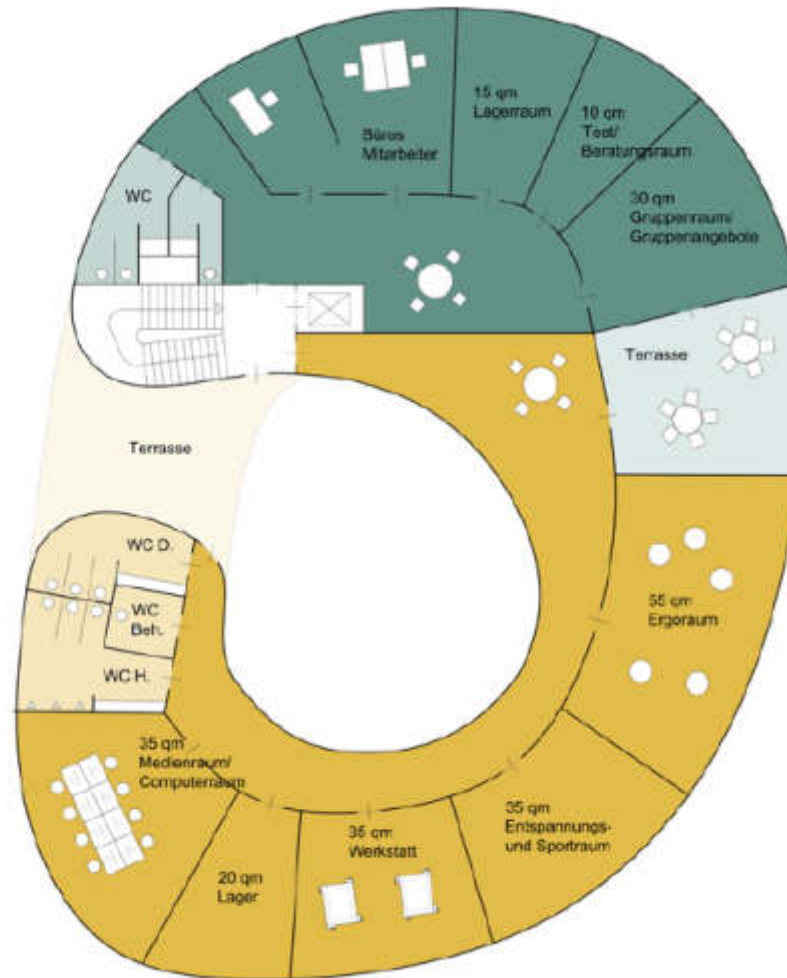 15 qm
Lagerraum
10 qm
Test/
Beratungsraum
Büros
Mitarbeiter
WC
30 qm
Gruppenraum/
Gruppenangebote
Terrasse
Terrasse
WC D.
WC
Beh.
WC H.
55 qm
Ergoraum
35 qm
Medienraum/
Computerraum
35 qm
Entspannungs-
und Sportraum
35 qm
Werkstatt
20 qm
Lager